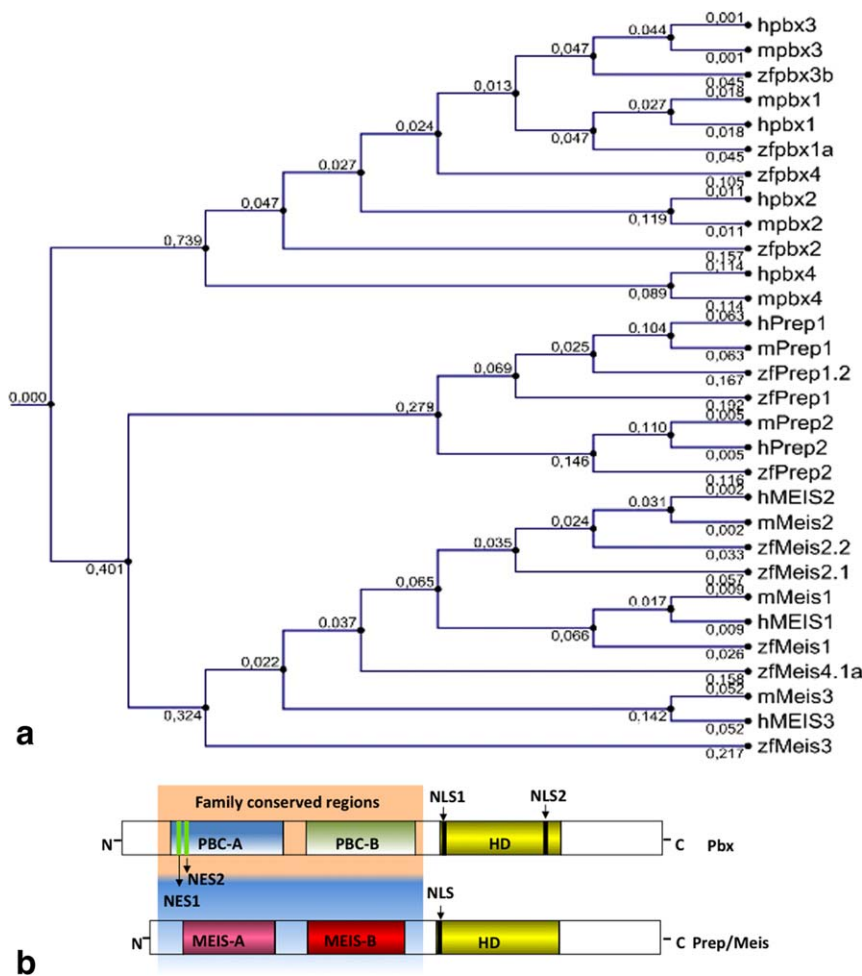 0,001 hpbx3
0.044
0.047 0,001 mpbx3
0.045 zfpbx3b
0.013 0,018 mpbx1
0,027
0,024 0,047 0,018 hpbx1
0,045 zfpbx1a
0.027 0.105 zfpbx4
0,011 hpbx2
0.047 0,119 0,011 mpbx2
0,739 0.157 zfpbx2
0,114 hpbx4
0,089 0.114 mpbx4
0,063 hPrep1
0.104
0,025 0,063 mPrep1
0,069 0,167 zfPrep1.2
0,000 0.192 zfPrep1
0,278 0,005 mPrep2
0,110
0,146 0,005 hPrep2
0,116 zfPrep2
0,002 hMEIS2
0.031
0,024 0,002 mMeis2
0,035 0,033 zfMeis2.2
0,401 0.057 zfMeis2.1
0,065 0,009 mMeis1
0.017
0,066 0,009 hMEIS1
0.037 0,026 zfMeis1
0,022 0.158 zfMeis4.1a
0,052 mMeis3
0,324 0,142 0,052 hMEIS3
0,217 zfMeis3
a
Family conserved regions NLS1 NLS2
N PBC-A PBC-B HD C Pbx
NES2
NES1 NLS
N MEIS-A MEIS-B HD C Prep/Meis
b